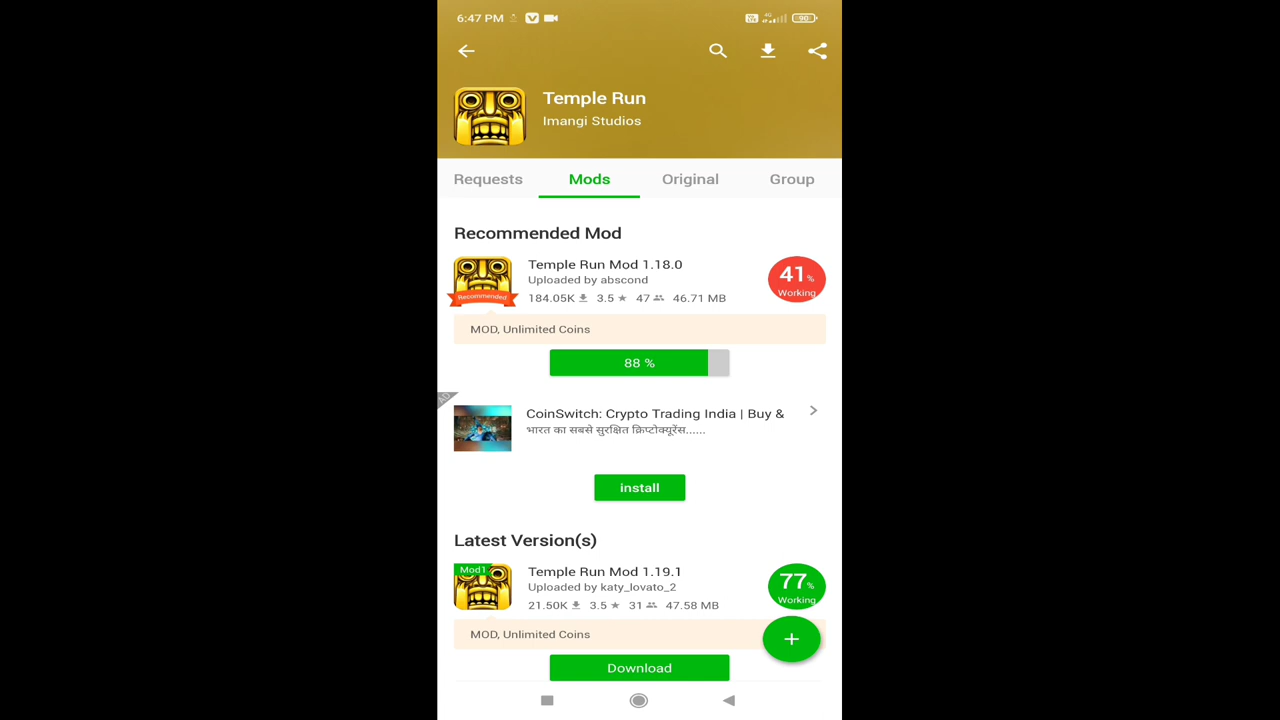 6:47 PM
4G
90
Temple Run
Imangi Studios
Requests Mods Original Group
Recommended Mod
Temple Run Mod 1.18.0
Uploaded by abscond
184.05K 3.5 47 46.71 MB
Recommended
41%
Working
MOD, Unlimited Coins
88 %
CoinSwitch: Crypto Trading India | Buy &
भारत का सबसे सुरक्षित क्रिप्टोक्यूरेंस......
install
Latest Version(s)
Mod1
Temple Run Mod 1.19.1
Uploaded by katy_lovato_2
21.50K 3.5 31 47.58 MB
77%
Working
MOD, Unlimited Coins
+
Download